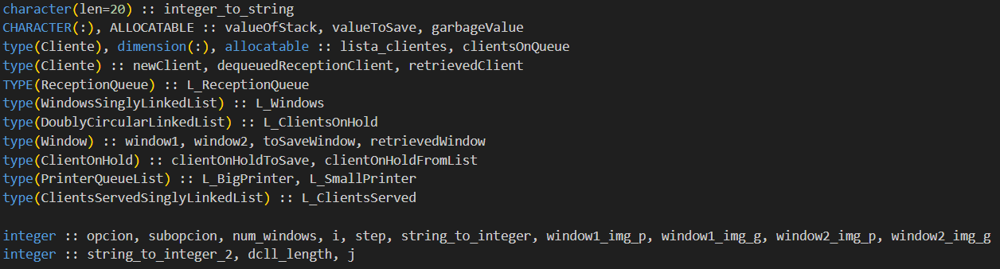 character(len=20) :: integer_to_string
CHARACTER(:), ALLOCATABLE :: valueOfStack, valueToSave, garbageValue
type(Cliente), dimension(:), allocatable :: lista_clientes, clientsOnQueue
type(Cliente) :: newClient, dequeuedReceptionClient, retrievedClient
TYPE(ReceptionQueue) :: L_ReceptionQueue
type(WindowsSinglyLinkedList) :: L_Windows
type(DoublyCircularLinkedList) :: L_ClientsOnHold
type(Window) :: window1, window2, toSaveWindow, retrievedWindow
type(ClientOnHold) :: clientOnHoldToSave, clientOnHoldFromList
type(PrinterQueueList) :: L_BigPrinter, L_SmallPrinter
type(ClientsServedSinglyLinkedList) :: L_ClientsServed
integer :: opcion, subopcion, num_windows, i, step, string_to_integer, window1_img_p, window1_img_g, window2_img_p, window2_img_g
integer :: string_to_integer_2, dcll_length, j